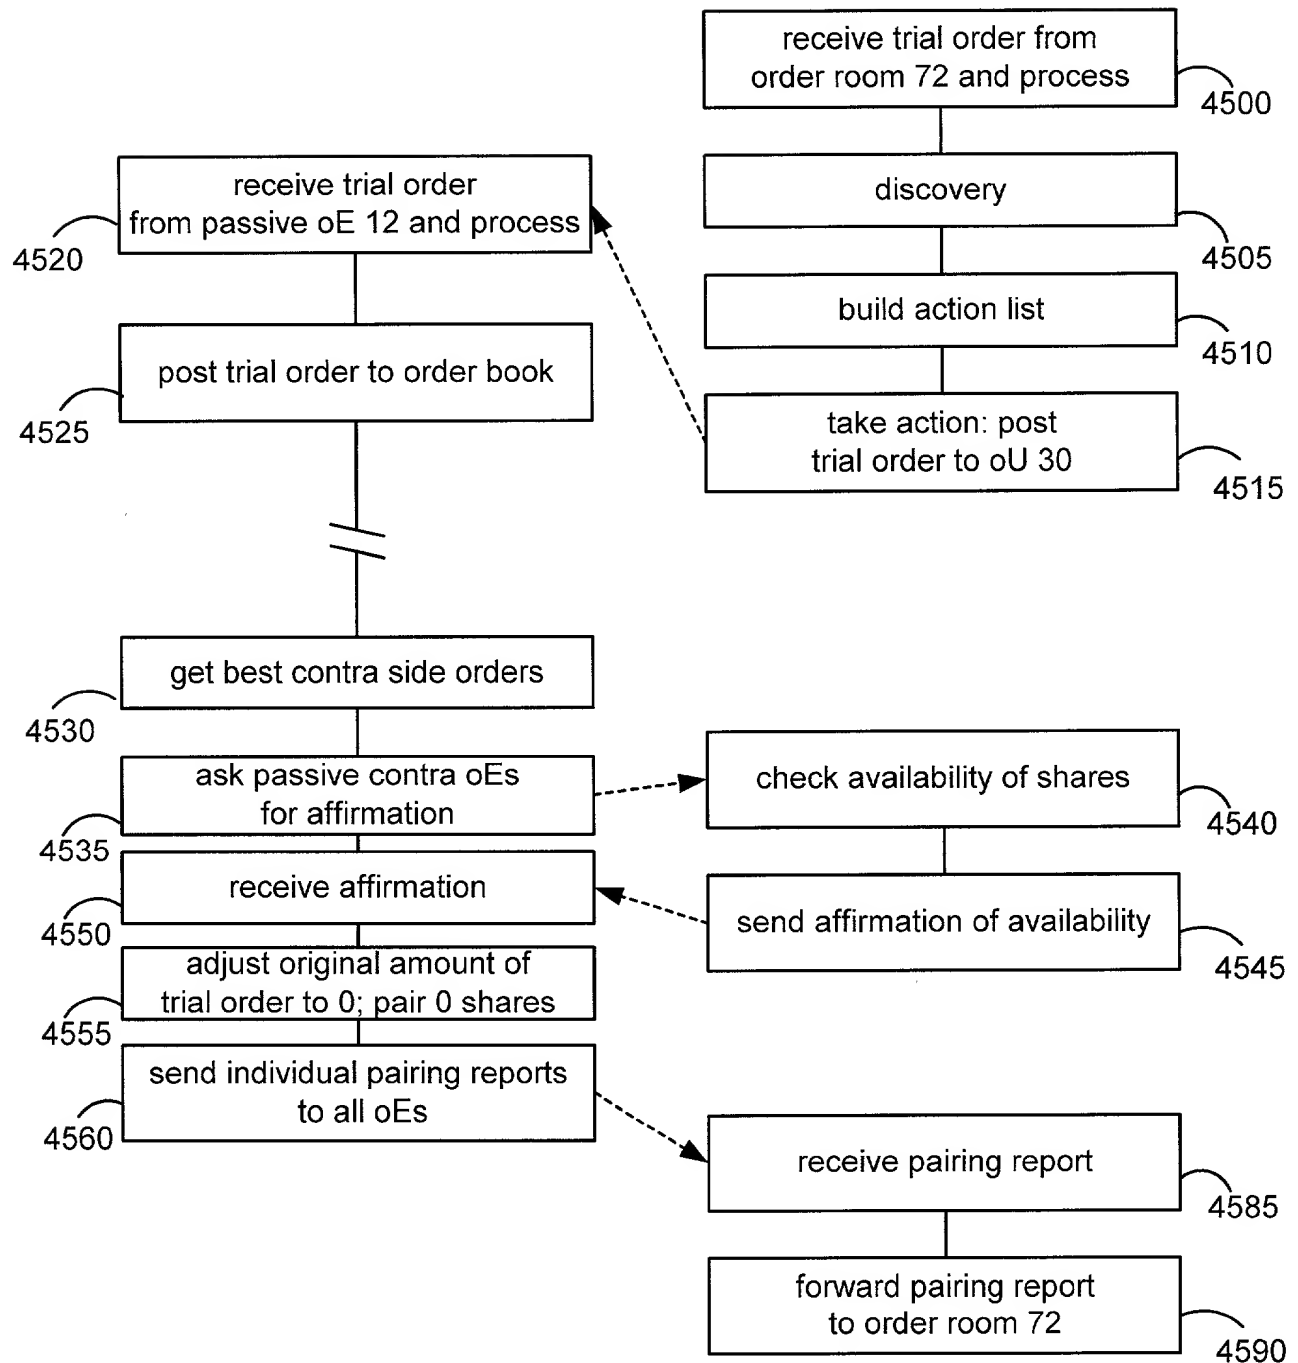 receive trial order from
order room 72 and process
4500
discovery
4505
build action list
4510
take action: post
trial order to oU 30
4515
receive trial order
from passive oE 12 and process
4520
post trial order to order book
4525
get best contra side orders
4530
ask passive contra oEs
for affirmation
4535
check availability of shares
4540
send affirmation of availability
4545
receive affirmation
4550
adjust original amount of
trial order to 0; pair 0 shares
4555
send individual pairing reports
to all oEs
4560
receive pairing report
4585
forward pairing report
to order room 72
4590